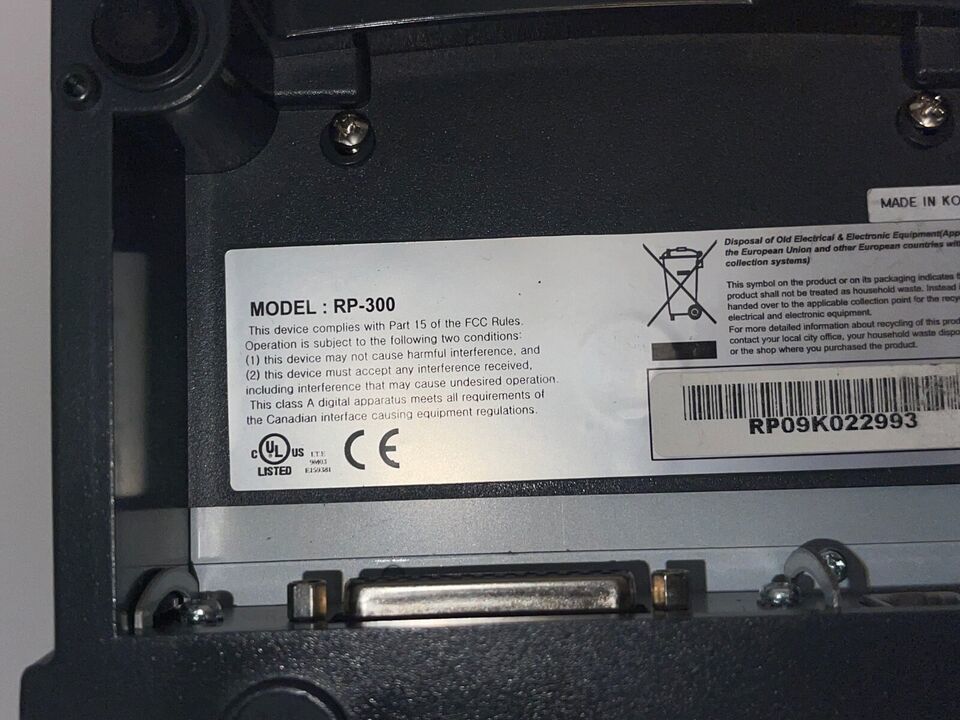 MADE IN KO
Disposal of Old Electrical & Electronic Equipment(App
the European Union and other European countries wit
collection systems)
This symbol on the product or on its packaging indicates t
product shall not be treated as household waste. Instead i
handed over to the applicable collection point for the recy
electrical and electronic equipment.
For more detailed information about recycling of this prod
contact your local city office, your household waste dispo
or the shop where you purchased the product.
MODEL : RP-300
This device complies with Part 15 of the FCC Rules.
Operation is subject to the following two conditions:
(1) this device may not cause harmful interference, and
(2) this device must accept any interference received,
including interference that may cause undesired operation.
This class A digital apparatus meets all requirements of
the Canadian interface causing equipment regulations.
C UL US
LISTED
I.T.E
90M03
E150381
CE
RP09K022993